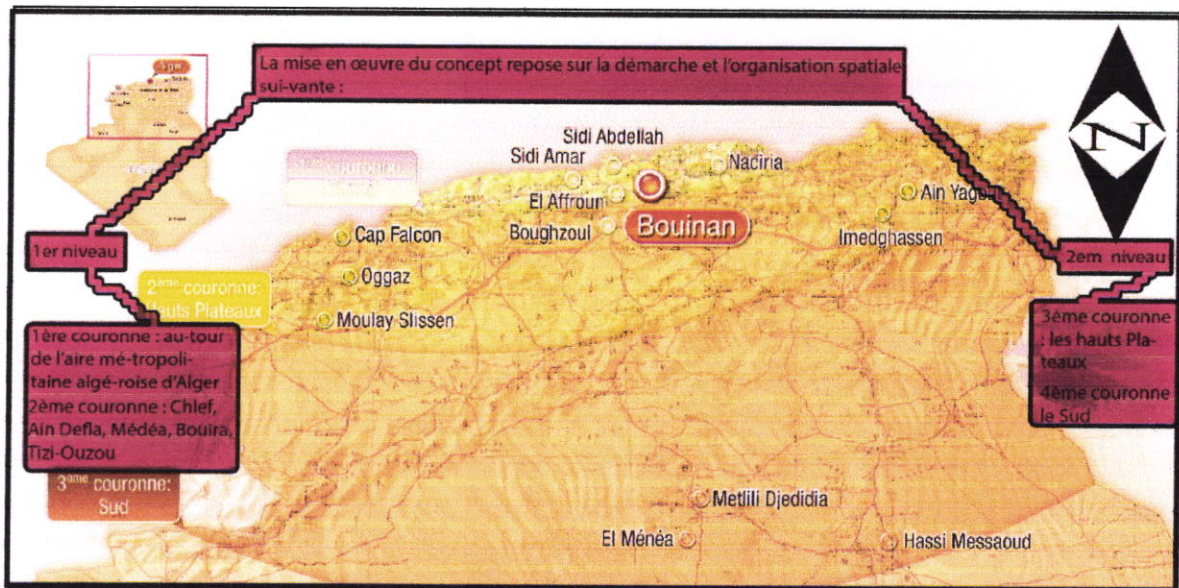 La mise en œuvre du concept repose sur la démarche et l'organisation spatiale
sui-vante :
Alger
N
Sidi Abdellah
Sidi Amar
Naciria
El Affroun
Ain Yag
Bouinan
Boughzoul
Imedghassen
Cap Falcon
Oggaz
Moulay Slissen
1er niveau
2em niveau
2ème couronne:
Hauts Plateaux
1ère couronne : au-tour
de l'aire mé-tropoli-
taine algé-roise d'Alger
2ème couronne : Chlef,
Ain Defla, Médéa, Bouira,
Tizi-Ouzou
3ème couronne
: les hauts Pla-
teaux
4ème couronne
le Sud
3ème couronne:
Sud
Metlili Djedidia
El Ménéa
Hassi Messaoud